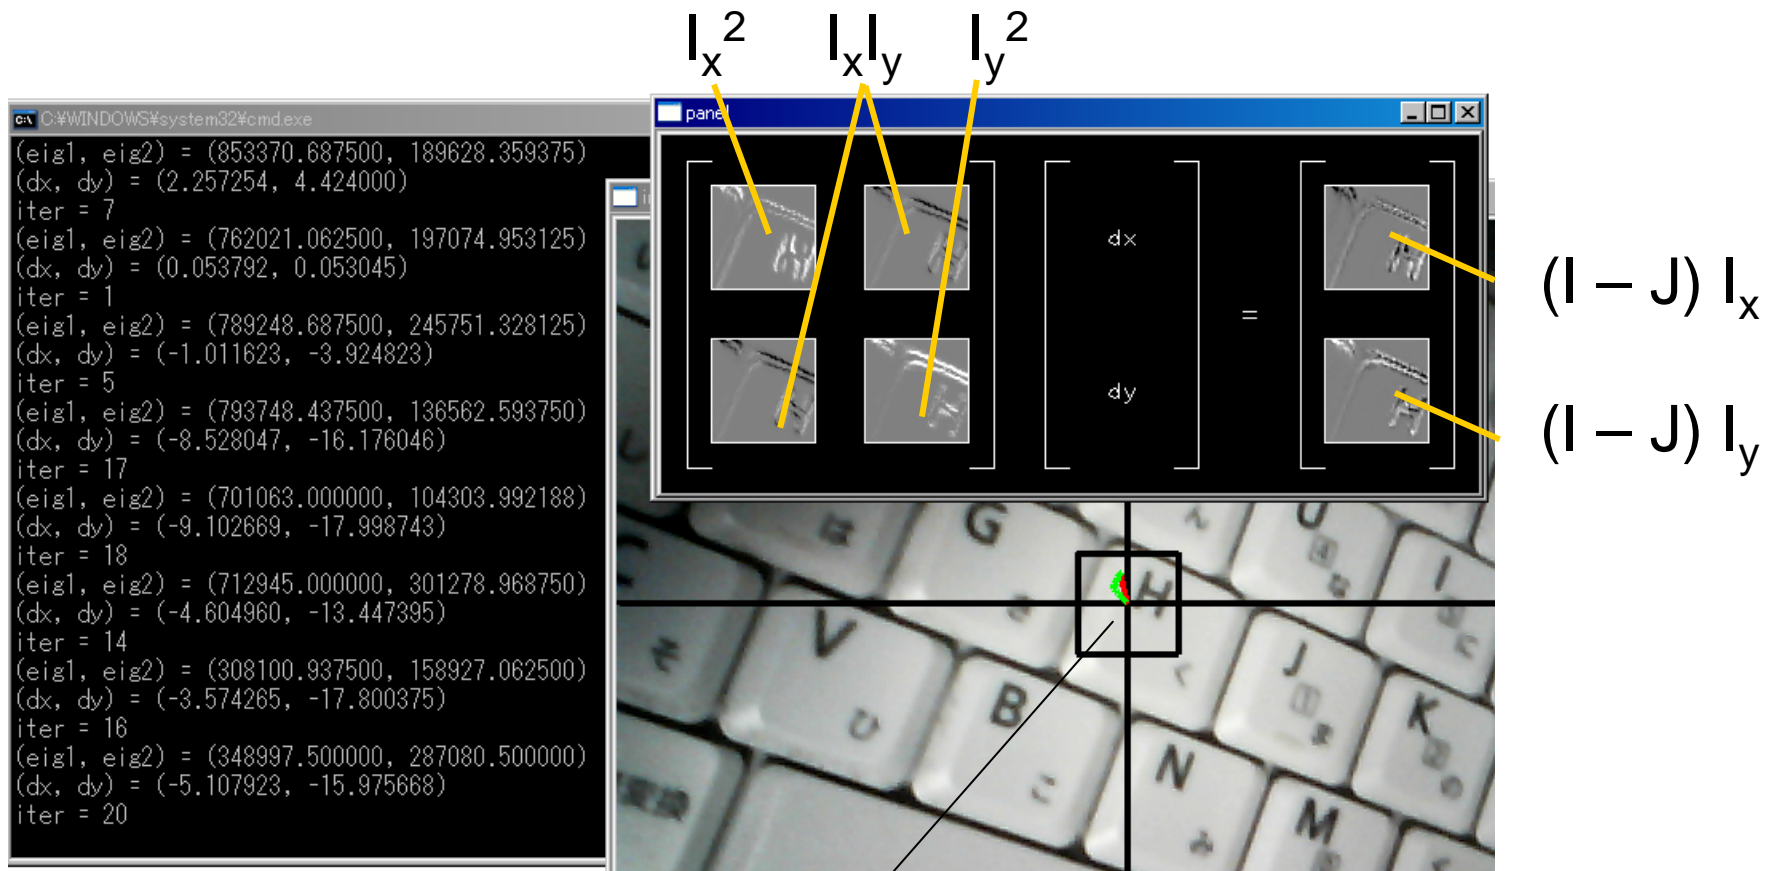 Iₓ² IₓIᵧ Iᵧ²
C:¥WINDOWS¥system32¥cmd.exe
(eig1, eig2) = (853370.687500, 189628.359375)
(dx, dy) = (2.257254, 4.424000)
iter = 7
(eig1, eig2) = (762021.062500, 197074.953125)
(dx, dy) = (0.053792, 0.053045)
iter = 1
(eig1, eig2) = (789248.687500, 245751.328125)
(dx, dy) = (-1.011623, -3.924823)
iter = 5
(eig1, eig2) = (793748.437500, 136562.593750)
(dx, dy) = (-8.528047, -16.176046)
iter = 17
(eig1, eig2) = (701063.000000, 104303.992188)
(dx, dy) = (-9.102669, -17.998743)
iter = 18
(eig1, eig2) = (712945.000000, 301278.968750)
(dx, dy) = (-4.604960, -13.447395)
iter = 14
(eig1, eig2) = (308100.937500, 158927.062500)
(dx, dy) = (-3.574265, -17.800375)
iter = 16
(eig1, eig2) = (348997.500000, 287080.500000)
(dx, dy) = (-5.107923, -15.975668)
iter = 20
panel
dx
=
dy
(I – J) Iₓ
(I – J) Iᵧ
G
U
I
H
V
J
く
B
K
ひ
こ
N
M